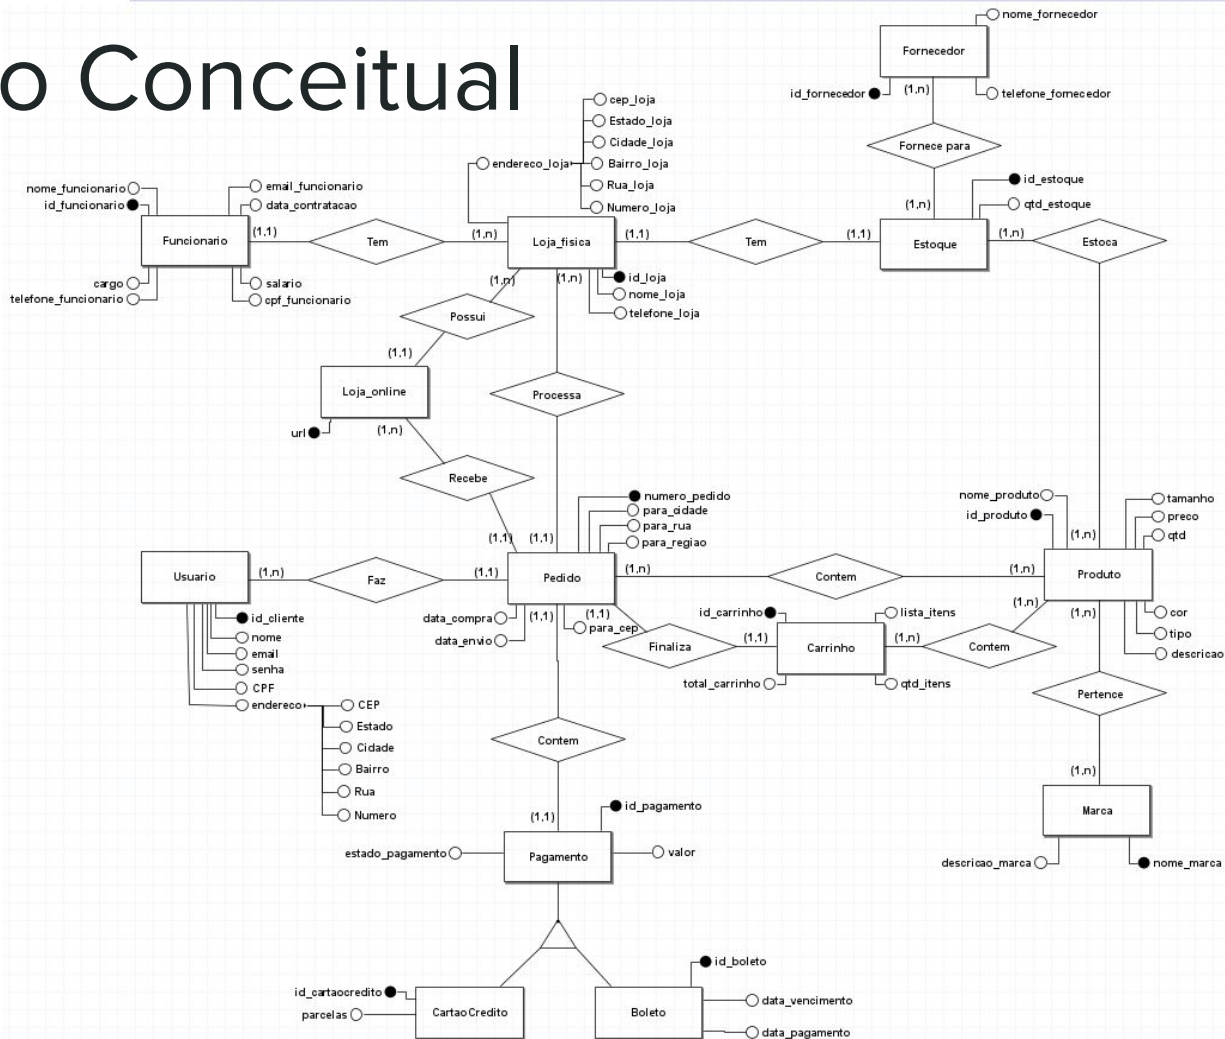 o Conceitual
nome_fornecedor
Fornecedor
id_fornecedor
(1,n)
telefone_fornecedor
Fornece para
cep_loja
Estado_loja
Cidade_loja
endereco_loja
Bairro_loja
Rua_loja
Numero_loja
nome_funcionario
id_funcionario
email_funcionario
data_contratacao
Funcionario
(1,1)
Tem
(1,n)
Loja_fisica
(1,1)
Tem
(1,1)
(1,n)
id_estoque
qtd_estoque
Estoque
(1,n)
Estoca
cargo
telefone_funcionario
salario
cpf_funcionario
(1,n)
(1,n)
id_loja
nome_loja
telefone_loja
Possui
(1,1)
Loja_online
url
(1,n)
Processa
Recebe
(1,1)
(1,1)
numero_pedido
para_cidade
para_rua
para_regiao
nome_produto
id_produto
tamanho
preco
qtd
(1,n)
Usuario
(1,n)
Faz
(1,1)
Pedido
(1,n)
Contem
(1,n)
Produto
id_cliente
nome
email
senha
CPF
endereco
CEP
Estado
Cidade
Bairro
Rua
Numero
data_compra
data_envio
(1,1)
(1,1)
para_cep
Finaliza
(1,1)
id_carrinho
lista_itens
Carrinho
total_carrinho
qtd_itens
(1,n)
Contem
(1,n)
(1,n)
cor
tipo
descricao
Pertence
(1,n)
Marca
descricao_marca
nome_marca
Contem
(1,1)
id_pagamento
estado_pagamento
Pagamento
valor
id_cartaocredito
parcelas
CartaoCredito
id_boleto
Boleto
data_vencimento
data_pagamento